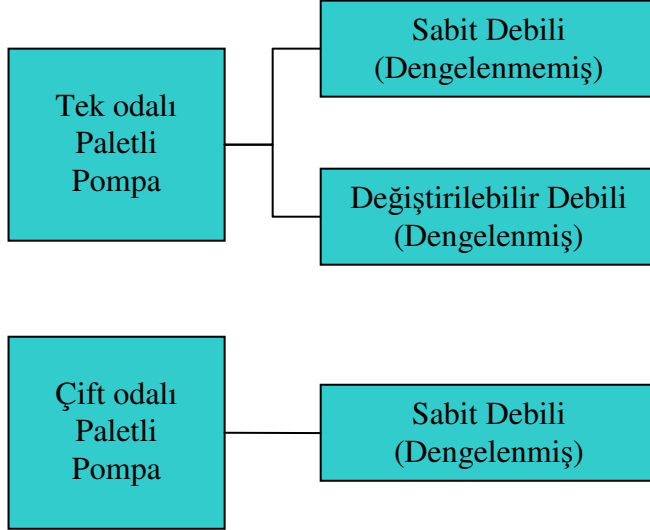 Tek odalı
Paletli
Pompa
Sabit Debili
(Dengelenmemiş)
Değiştirilebilir Debili
(Dengelenmiş)
Çift odalı
Paletli
Pompa
Sabit Debili
(Dengelenmiş)